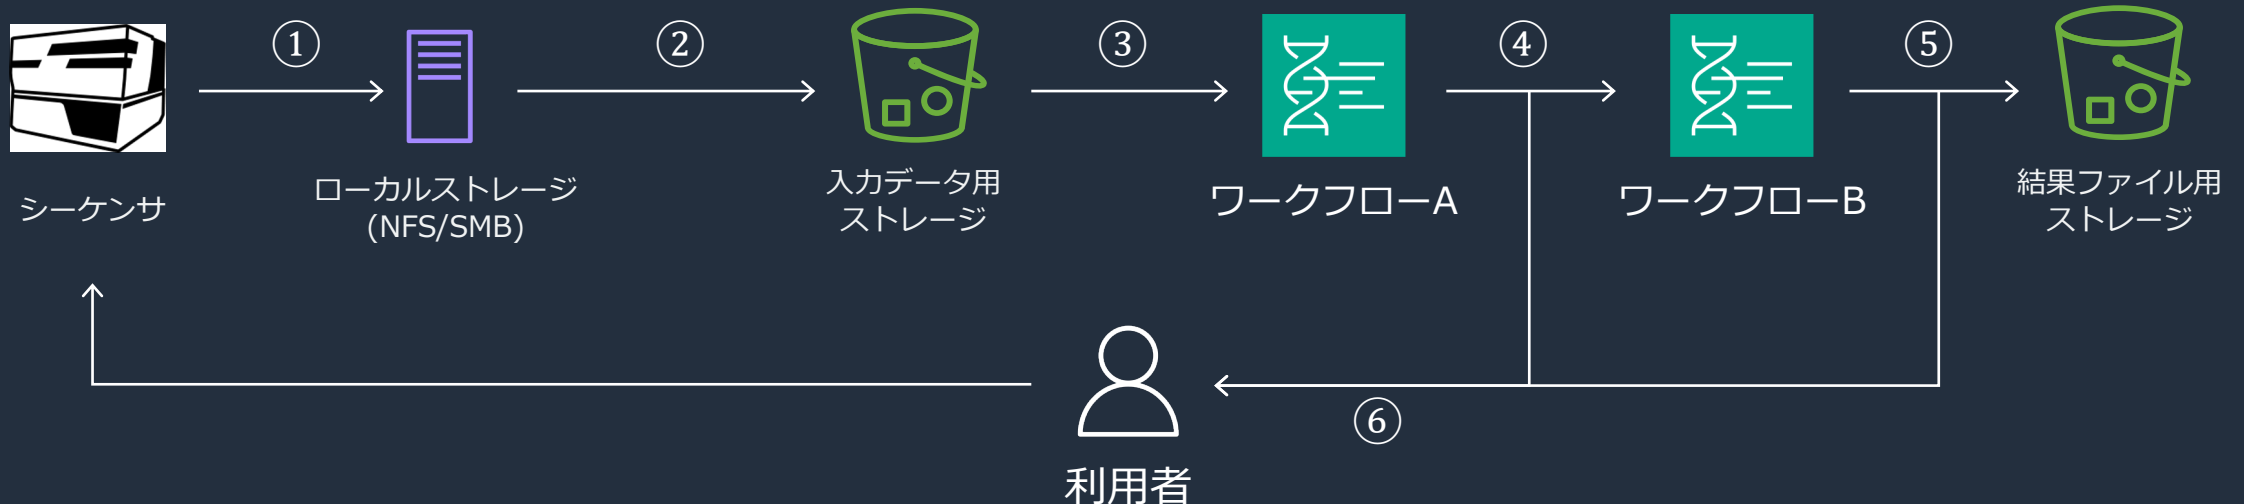 ①
②
③
④
⑤
シーケンサ
ローカルストレージ
(NFS/SMB)
入力データ用
ストレージ
ワークフローA
ワークフローB
結果ファイル用
ストレージ
⑥
利用者